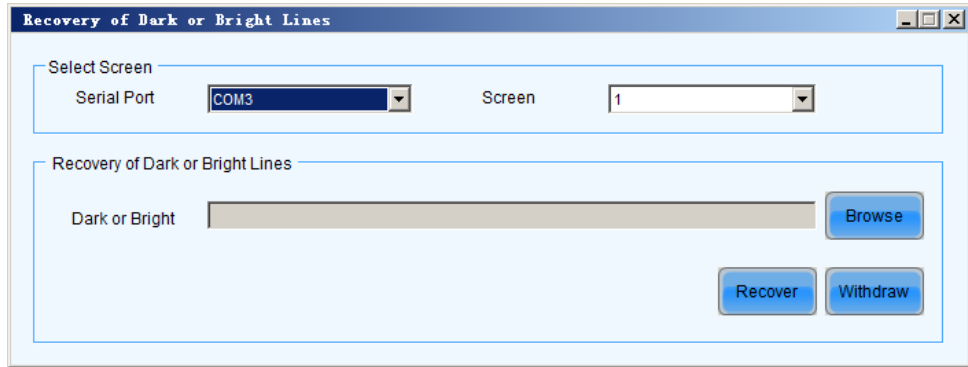 Recovery of Dark or Bright Lines
Select Screen
Serial Port COM3 Screen 1
Recovery of Dark or Bright Lines
Dark or Bright Browse
Recover Withdraw